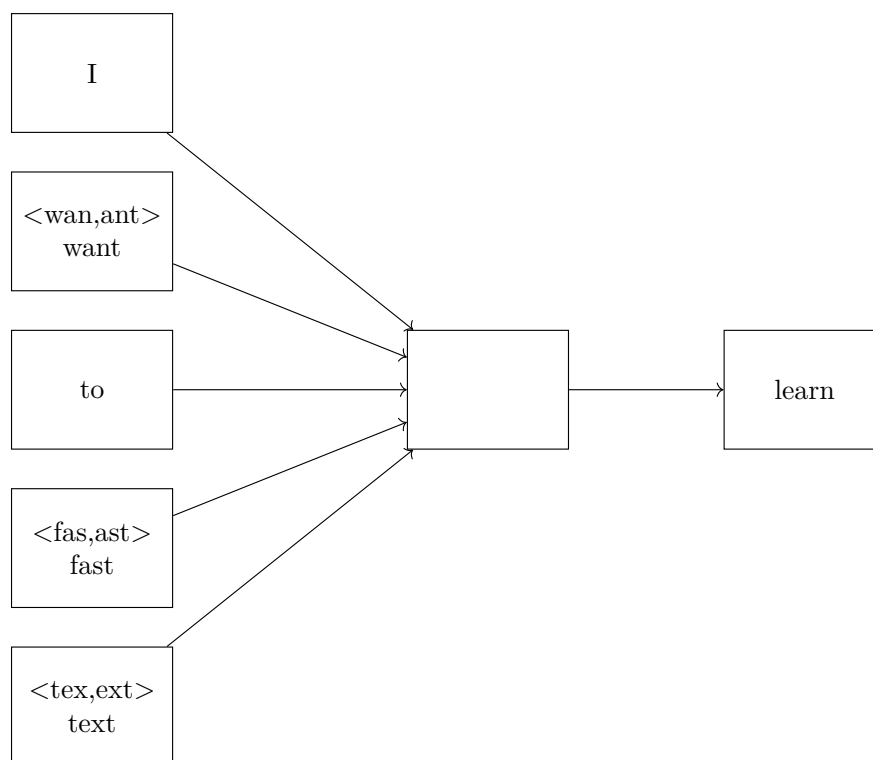 I
<wan,ant>
want
to
learn
<fas,ast>
fast
<tex,ext>
text